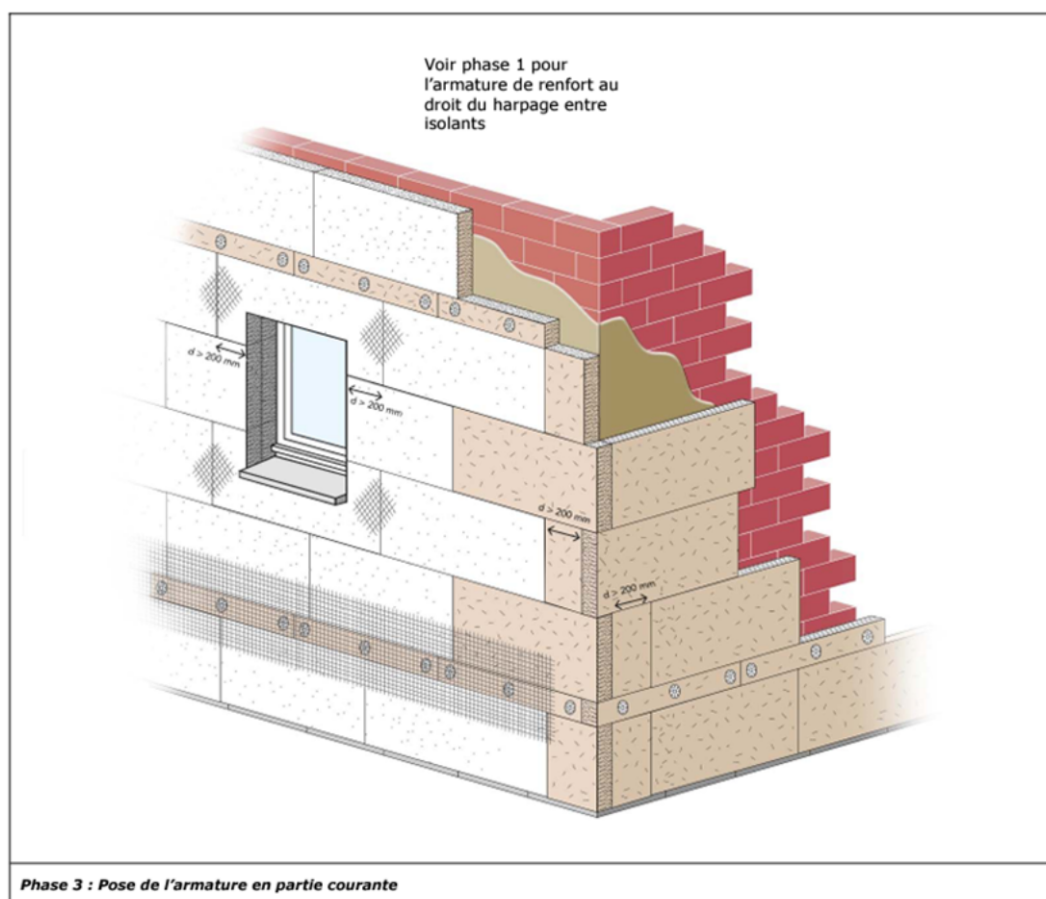 Voir phase 1 pour
l'armature de renfort au
droit du harpage entre
isolants
d > 200 mm
d > 200 mm
d > 200 mm
d > 200 mm
Phase 3 : Pose de l'armature en partie courante